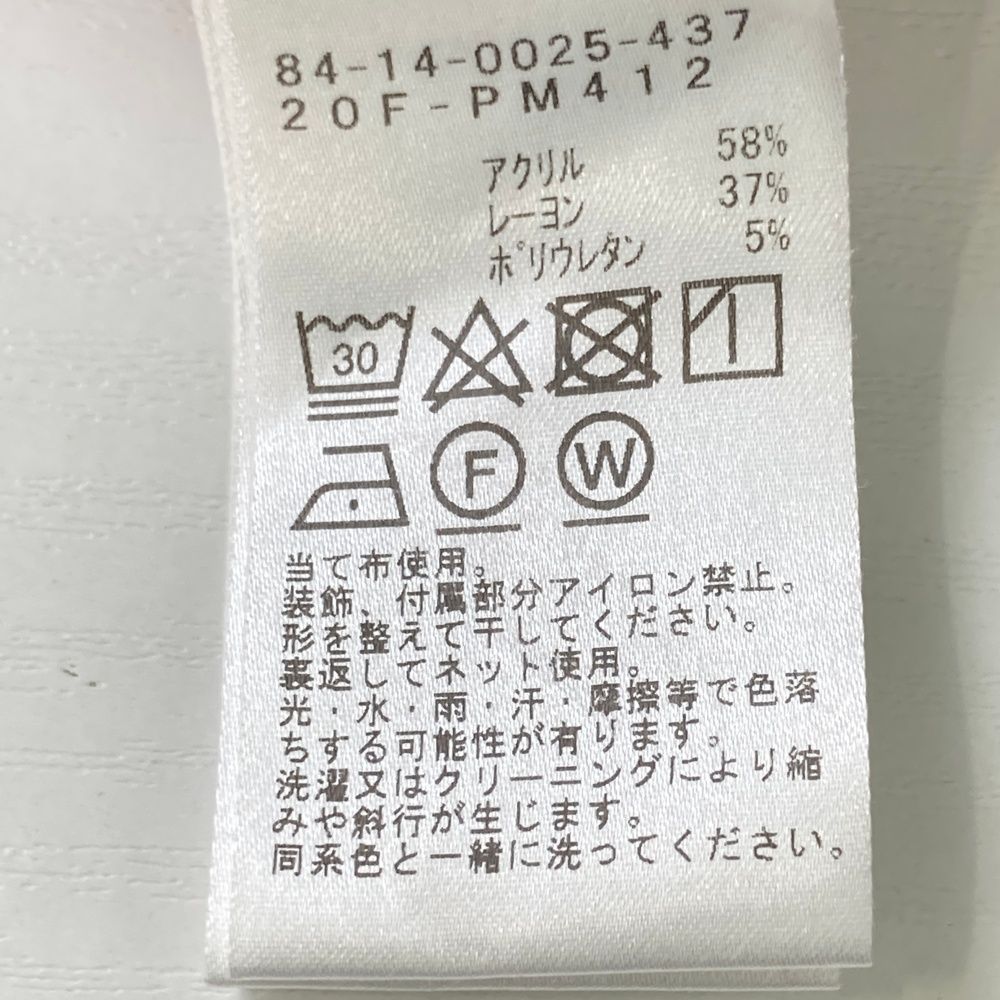 84-14-0025-437
20F-PM412
アクリル 58%
レーヨン 37%
ポリウレタン 5%
30
F W
当て布使用。
装飾、付属部分アイロン禁止。
形を整えて干してください。
裏返してネット使用。
光・水・雨・汗・摩擦等で色落
ちする可能性が有ります。
洗濯又はクリーニングにより縮
みや斜行が生じます。
同系色と一緒に洗ってください。